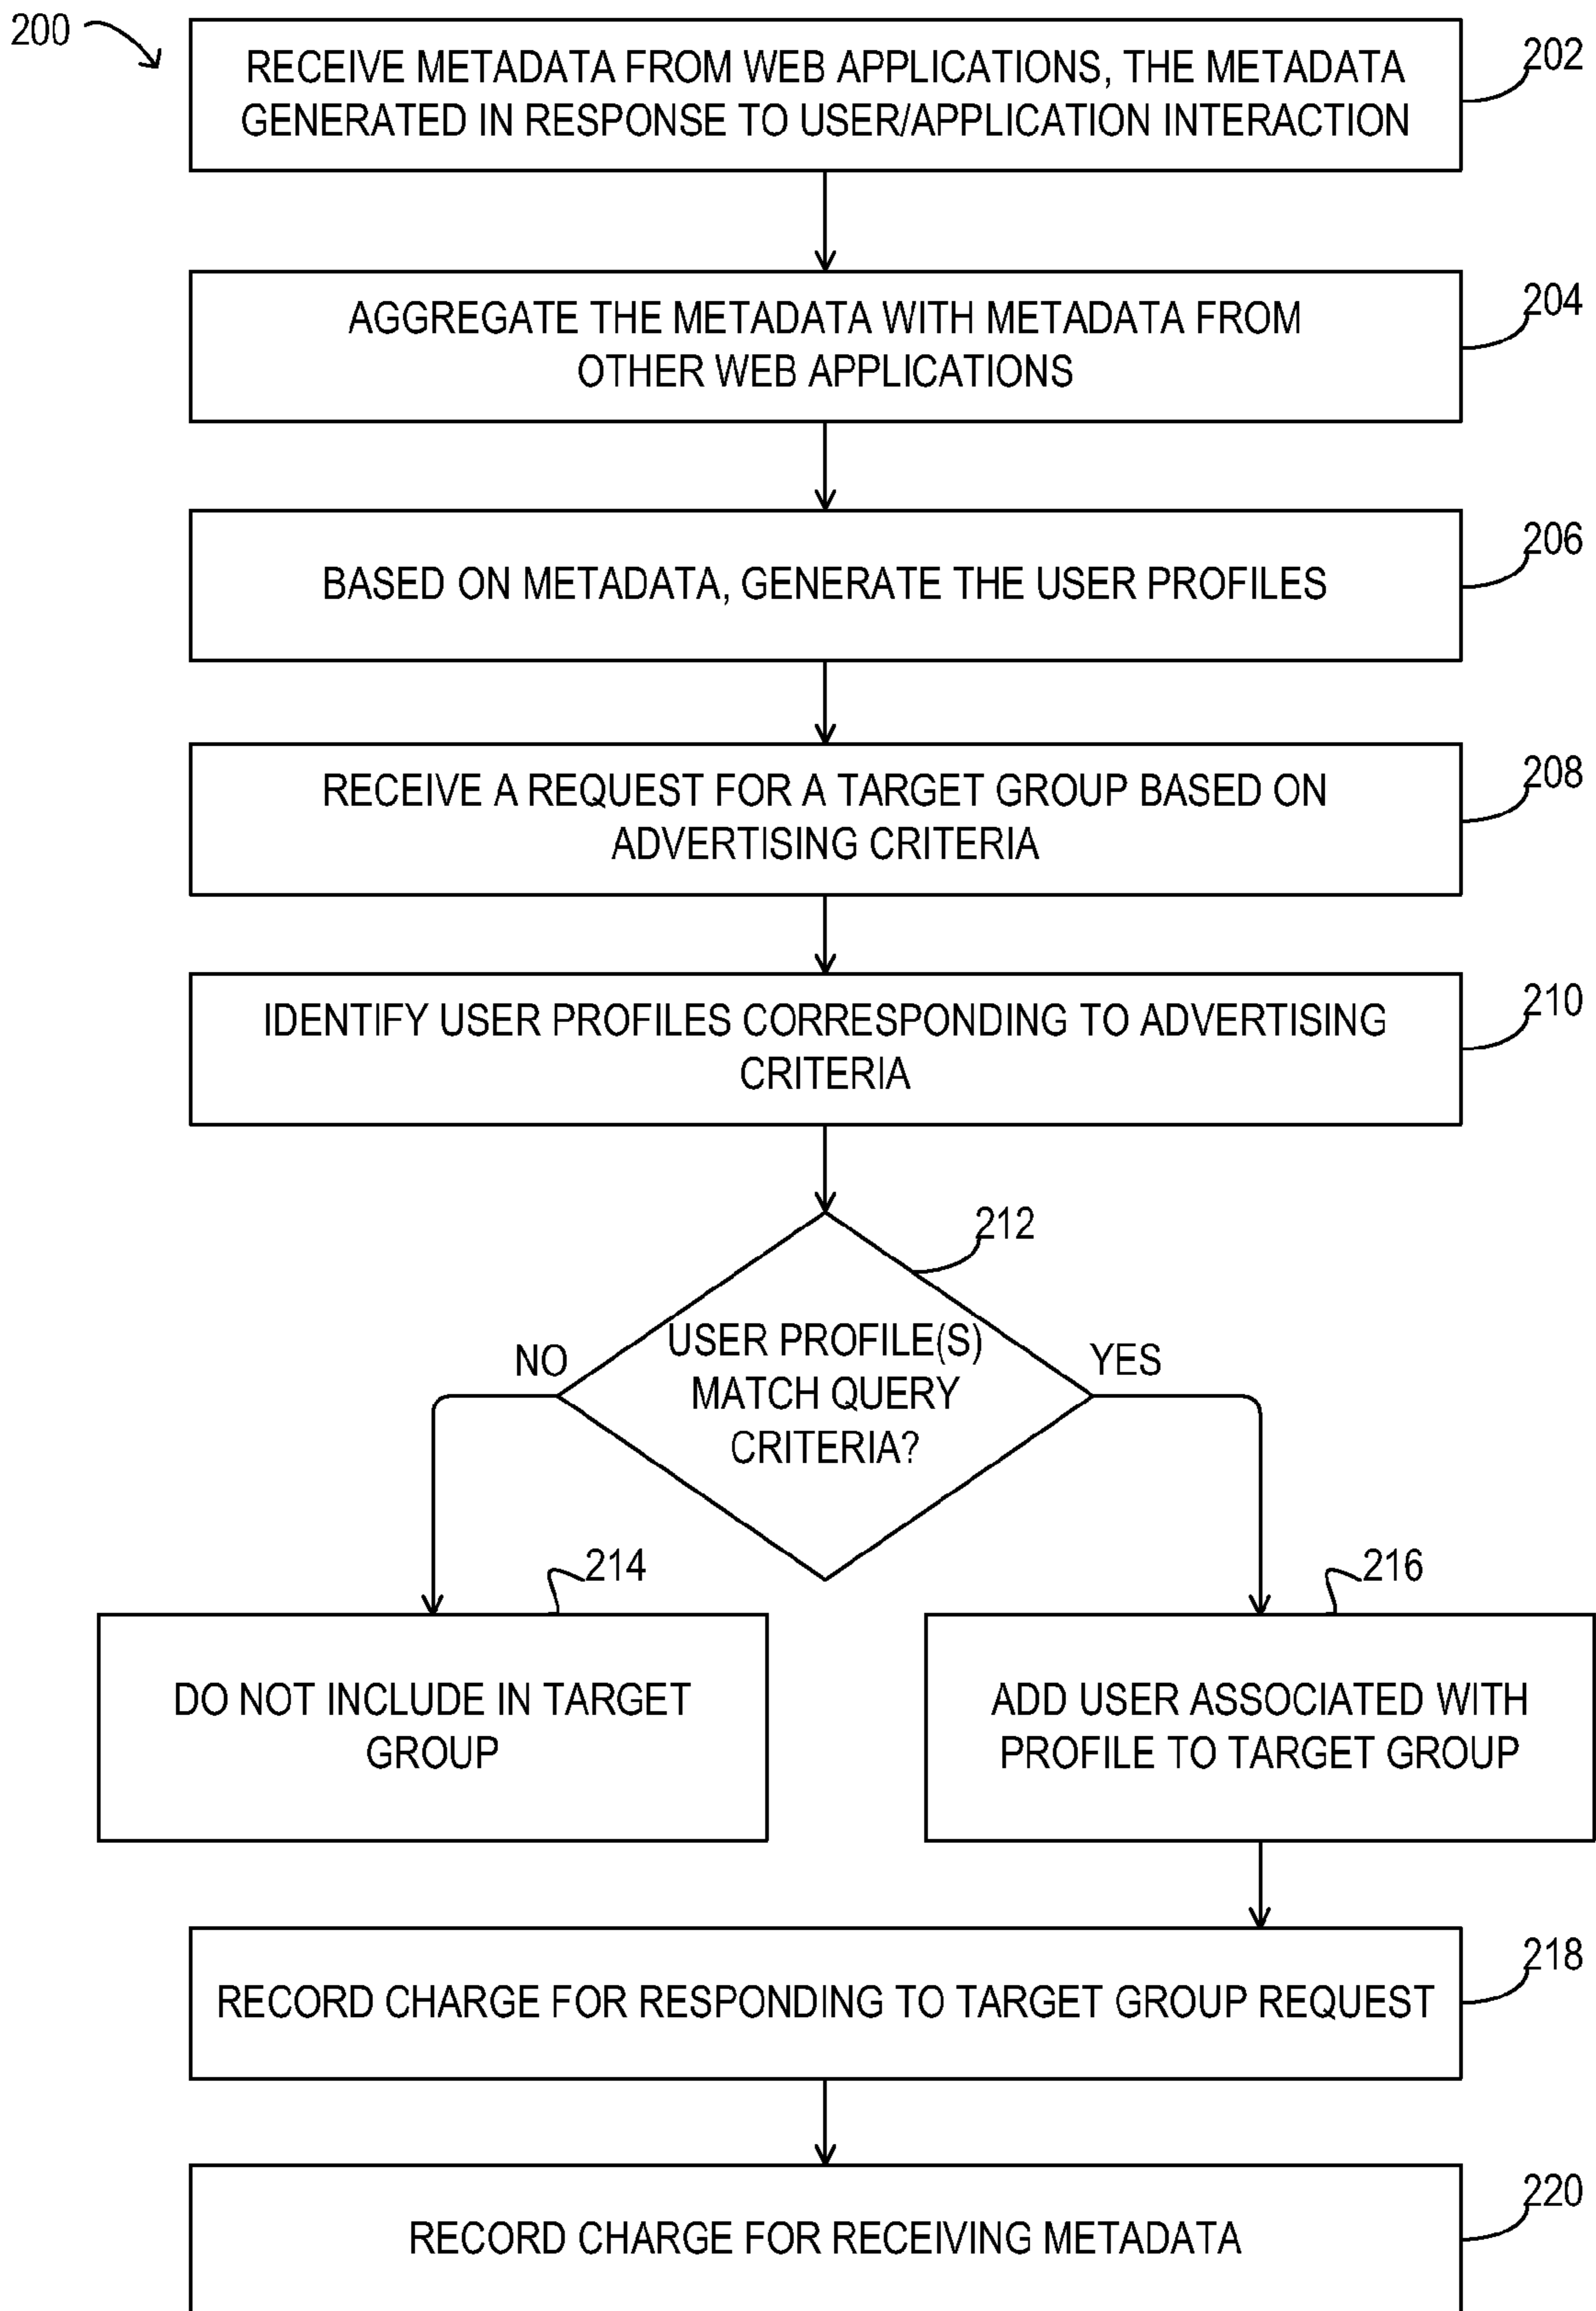 200
RECEIVE METADATA FROM WEB APPLICATIONS, THE METADATA
GENERATED IN RESPONSE TO USER/APPLICATION INTERACTION
202
AGGREGATE THE METADATA WITH METADATA FROM
OTHER WEB APPLICATIONS
204
BASED ON METADATA, GENERATE THE USER PROFILES
206
RECEIVE A REQUEST FOR A TARGET GROUP BASED ON
ADVERTISING CRITERIA
208
IDENTIFY USER PROFILES CORRESPONDING TO ADVERTISING
CRITERIA
210
212
USER PROFILE(S)
MATCH QUERY
CRITERIA?
NO
YES
214
DO NOT INCLUDE IN TARGET
GROUP
216
ADD USER ASSOCIATED WITH
PROFILE TO TARGET GROUP
RECORD CHARGE FOR RESPONDING TO TARGET GROUP REQUEST
218
RECORD CHARGE FOR RECEIVING METADATA
220